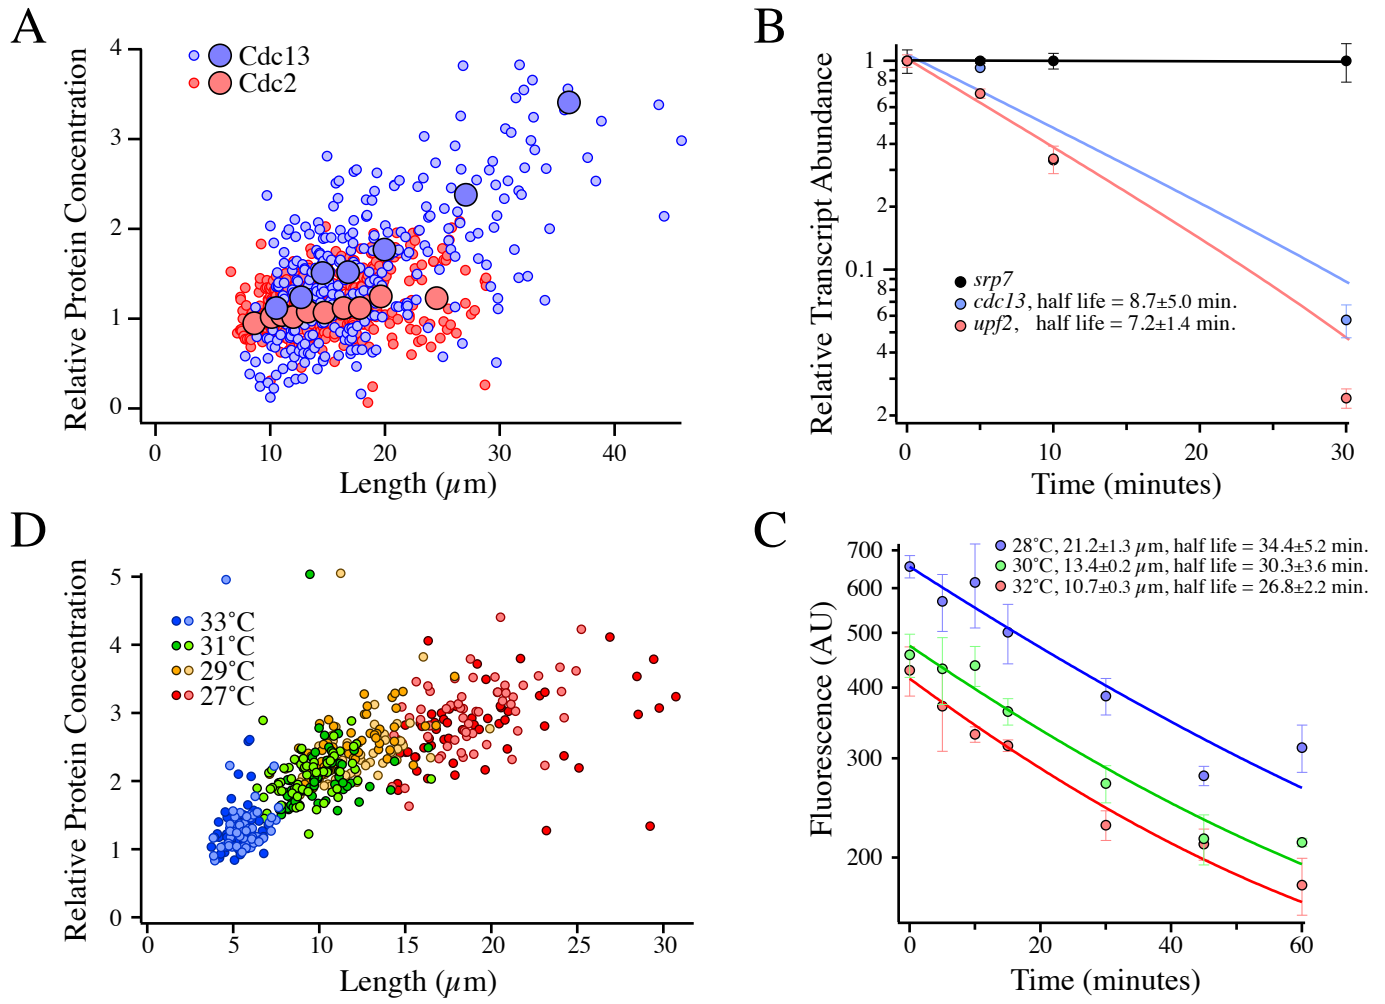 A
Relative Protein Concentration
4
3
2
1
0
Cdc13
Cdc2
0
10
20
30
40
Length (µm)
B
Relative Transcript Abundance
1
8
6
4
2
0.1
8
6
4
2
srp7
cdc13, half life = 8.7±5.0 min.
upf2, half life = 7.2±1.4 min.
0
10
20
30
Time (minutes)
D
Relative Protein Concentration
5
4
3
2
1
0
33°C
31°C
29°C
27°C
0
5
10
15
20
25
30
Length (µm)
C
Fluorescence (AU)
700
600
500
400
300
200
28°C, 21.2±1.3 µm, half life = 34.4±5.2 min.
30°C, 13.4±0.2 µm, half life = 30.3±3.6 min.
32°C, 10.7±0.3 µm, half life = 26.8±2.2 min.
0
20
40
60
Time (minutes)